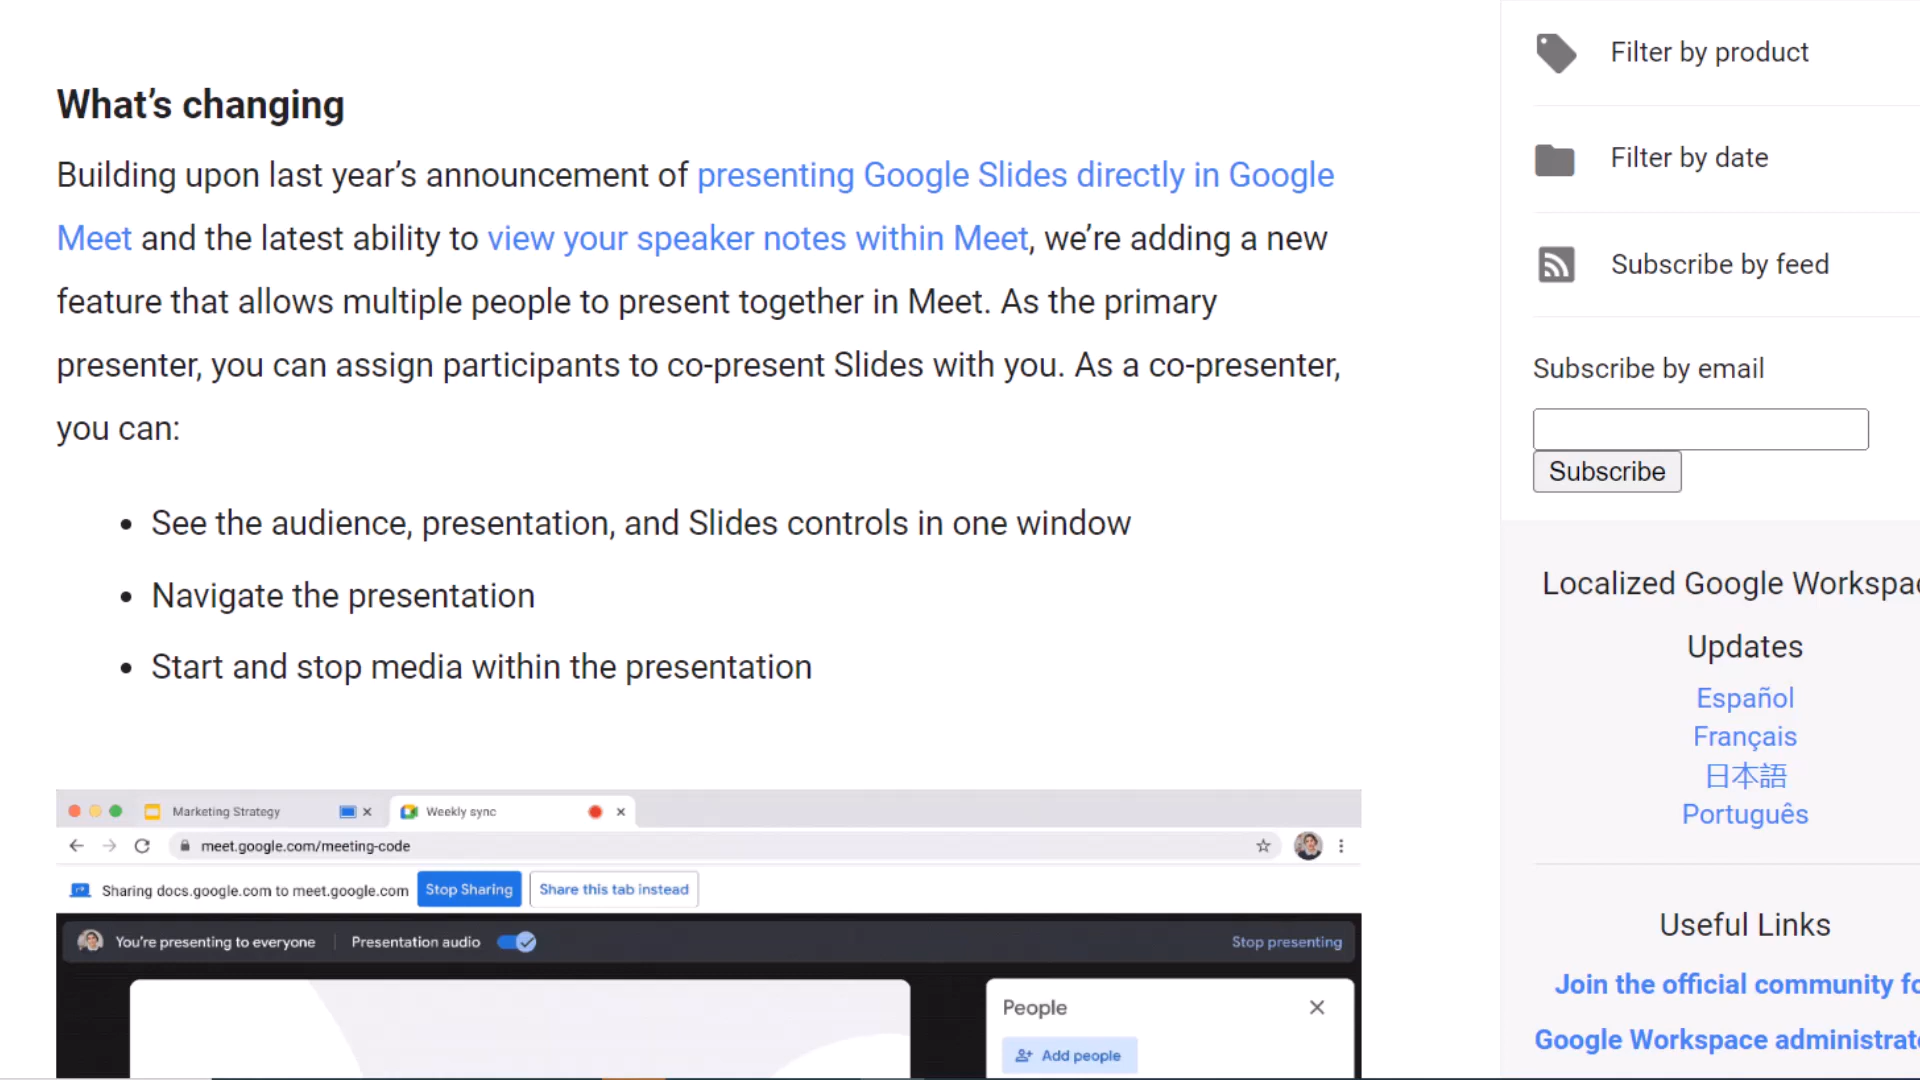 What's changing
Building upon last year's announcement of presenting Google Slides directly in Google
Meet and the latest ability to view your speaker notes within Meet, we're adding a new
feature that allows multiple people to present together in Meet. As the primary
presenter, you can assign participants to co-present Slides with you. As a co-presenter,
you can:
• See the audience, presentation, and Slides controls in one window
• Navigate the presentation
• Start and stop media within the presentation
Marketing Strategy
Weekly sync
meet.google.com/meeting-code
Sharing docs.google.com to meet.google.com Stop Sharing Share this tab instead
You're presenting to everyone Presentation audio Stop presenting
People
Add people
Filter by product
Filter by date
Subscribe by feed
Subscribe by email
Subscribe
Localized Google
Updates
Español
Français
日本語
Português
Useful Links
Join the official community
Google Workspace